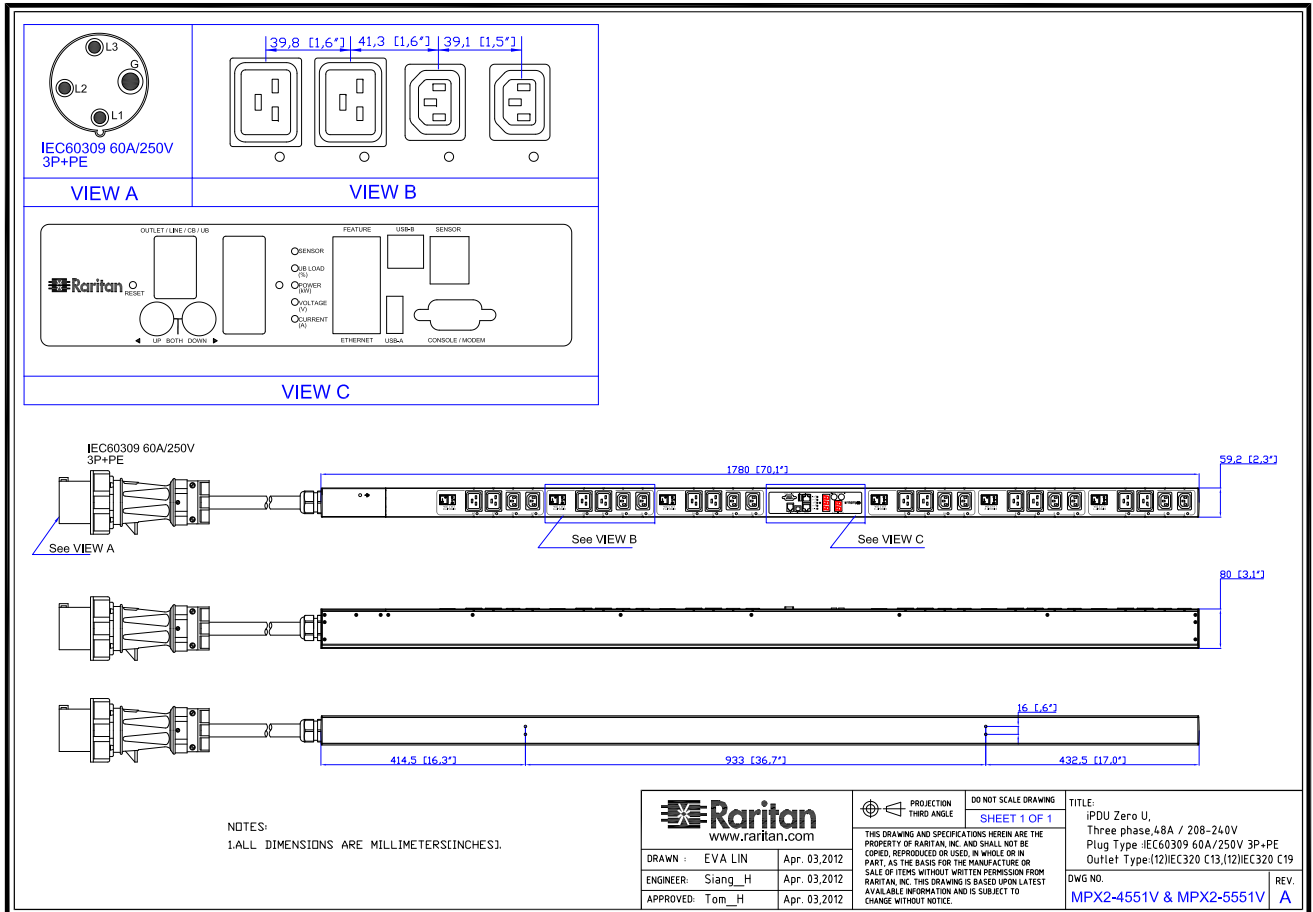 L3
G
L2
L1
IEC60309 60A/250V
3P+PE
VIEW A
39,8 [1,6"]
41,3 [1,6"]
39,1 [1,5"]
VIEW B
OUTLET / LINE / CB / UB
FEATURE
USB-B
SENSOR
Raritan
RESET
SENSOR
UB LOAD
(%)
POWER
(kW)
VOLTAGE
(V)
CURRENT
(A)
UP BOTH DOWN
ETHERNET
USB-A
CONSOLE / MODEM
VIEW C
IEC60309 60A/250V
3P+PE
1780 [70,1"]
59,2 [2,3"]
See VIEW A
See VIEW B
See VIEW C
80 [3,1"]
16 [,6"]
414,5 [16,3"]
933 [36,7"]
432,5 [17,0"]
NOTES:
1.ALL DIMENSIONS ARE MILLIMETERS[INCHES].
Raritan
www.raritan.com
DRAWN : EVA LIN Apr. 03,2012
ENGINEER: Siang_H Apr. 03,2012
APPROVED: Tom_H Apr. 03,2012
PROJECTION
THIRD ANGLE
DO NOT SCALE DRAWING
SHEET 1 OF 1
THIS DRAWING AND SPECIFICATIONS HEREIN ARE THE
PROPERTY OF RARITAN, INC. AND SHALL NOT BE
COPIED, REPRODUCED OR USED, IN WHOLE OR IN
PART, AS THE BASIS FOR THE MANUFACTURE OR
SALE OF ITEMS WITHOUT WRITTEN PERMISSION FROM
RARITAN, INC. THIS DRAWING IS BASED UPON LATEST
AVAILABLE INFORMATION AND IS SUBJECT TO
CHANGE WITHOUT NOTICE.
TITLE:
iPDU Zero U,
Three phase,48A / 208-240V
Plug Type :IEC60309 60A/250V 3P+PE
Outlet Type:(12)IEC320 C13,(12)IEC320 C19
DWG NO.
MPX2-4551V & MPX2-5551V
REV.
A